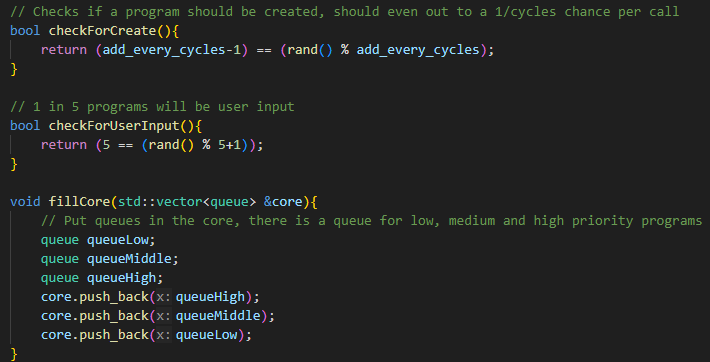 // Checks if a program should be created, should even out to a 1/cycles chance per call
bool checkForCreate(){
return (add_every_cycles-1) == (rand() % add_every_cycles);
}
// 1 in 5 programs will be user input
bool checkForUserInput(){
return (5 == (rand() % 5+1));
}
void fillCore(std::vector<queue> &core){
// Put queues in the core, there is a queue for low, medium and high priority programs
queue queueLow;
queue queueMiddle;
queue queueHigh;
core.push_back(x: queueHigh);
core.push_back(x: queueMiddle);
core.push_back(x: queueLow);
}